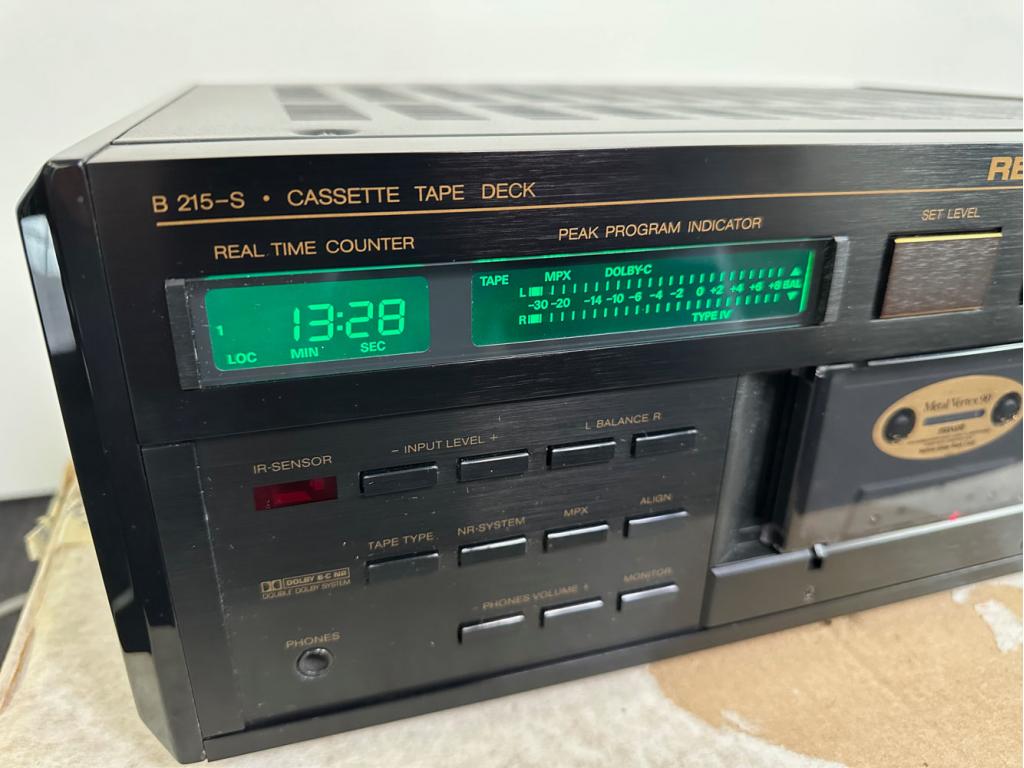 B 215-S • CASSETTE TAPE DECK
RE
REAL TIME COUNTER
PEAK PROGRAM INDICATOR
SET LEVEL
1 13:28
LOC MIN SEC
TAPE MPX DOLBY-C
L
-30 -20 -14 -10 -6 -4 -2 0 +2 +4 +6 +8 BAL
R
TYPE IV
Metal Vertex 90
maxell
IR-SENSOR
- INPUT LEVEL +
L BALANCE R
TAPE TYPE
NR-SYSTEM
MPX
ALIGN
DOLBY B-C NR
DOUBLE DOLBY SYSTEM
- PHONES VOLUME +
MONITOR
PHONES